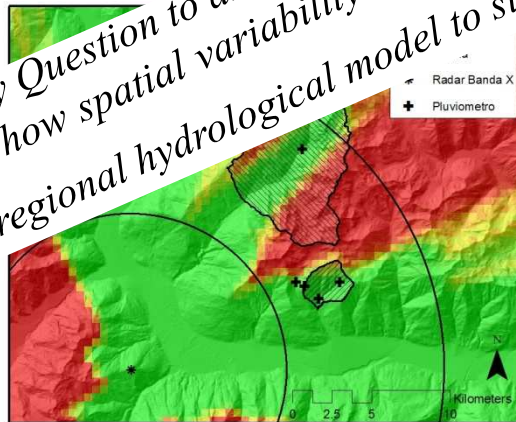 Question to
how spatial variability
regional hydrological model to
Radar Banda X
Pluviometro
N
Kilometers
0 2.5 5 10